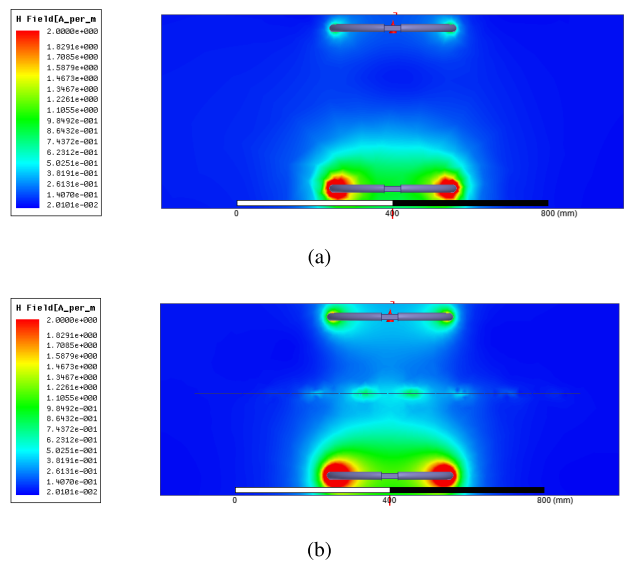 H Field[A_per_m
2.0000e+000
1.8291e+000
1.7085e+000
1.5879e+000
1.4673e+000
1.3467e+000
1.2261e+000
1.1055e+000
9.8492e-001
8.6432e-001
7.4372e-001
6.2312e-001
5.0251e-001
3.8191e-001
2.6131e-001
1.4070e-001
2.0101e-002
0 400 800 (mm)
(a)
H Field[A_per_m
2.0000e+000
1.8291e+000
1.7085e+000
1.5879e+000
1.4673e+000
1.3467e+000
1.2261e+000
1.1055e+000
9.8492e-001
8.6432e-001
7.4372e-001
6.2312e-001
5.0251e-001
3.8191e-001
2.6131e-001
1.4070e-001
2.0101e-002
0 400 800 (mm)
(b)